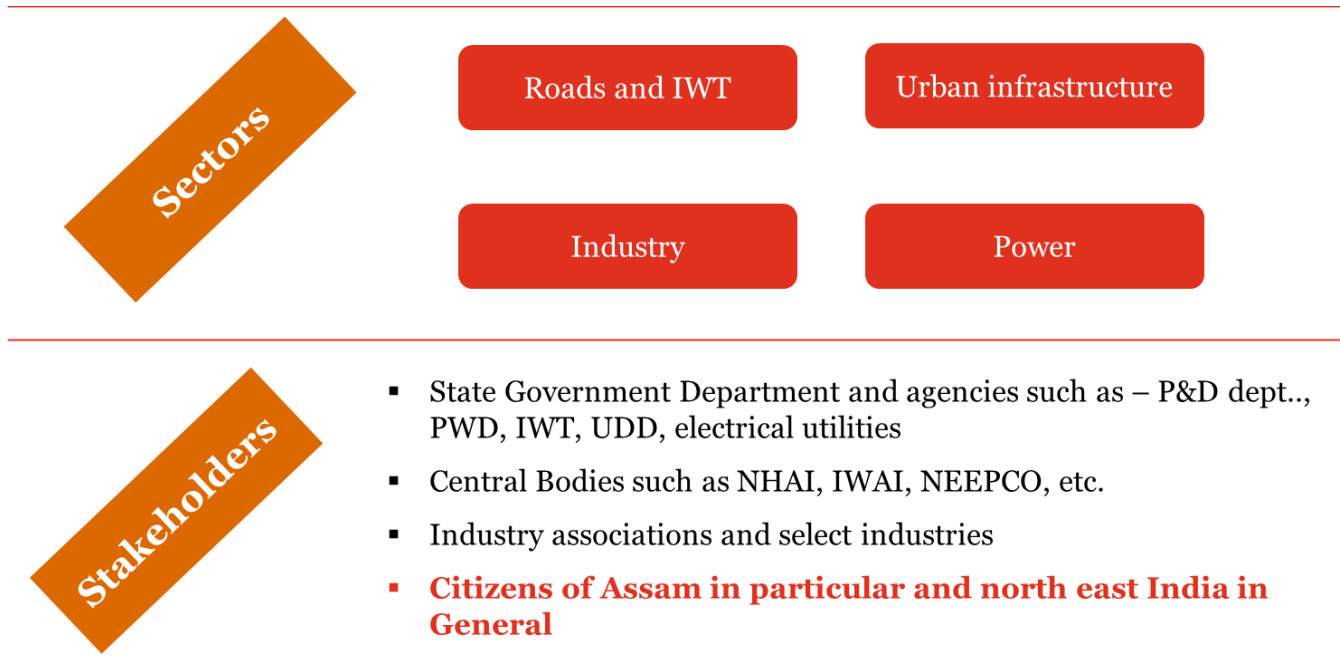 Sectors
Roads and IWT
Urban infrastructure
Industry
Power
Stakeholders
▪ State Government Department and agencies such as – P&D dept..,
PWD, IWT, UDD, electrical utilities
▪ Central Bodies such as NHAI, IWAI, NEEPCO, etc.
▪ Industry associations and select industries
▪ Citizens of Assam in particular and north east India in
General